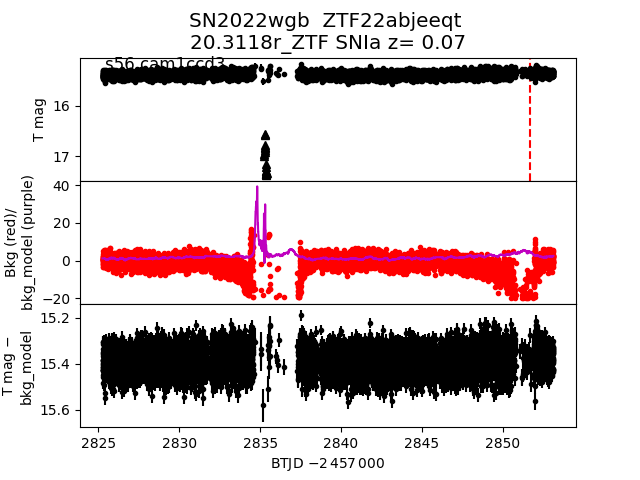 SN2022wgb  ZTF22abjeeqt
20.3118r_ZTF SNIa z= 0.07
s56 cam1ccd3
T mag
16
17
Bkg (red)/
bkg_model (purple)
40
20
0
−20
T mag −
bkg_model
15.2
15.4
15.6
2825 2830 2835 2840 2845 2850
BTJD −2 457 000